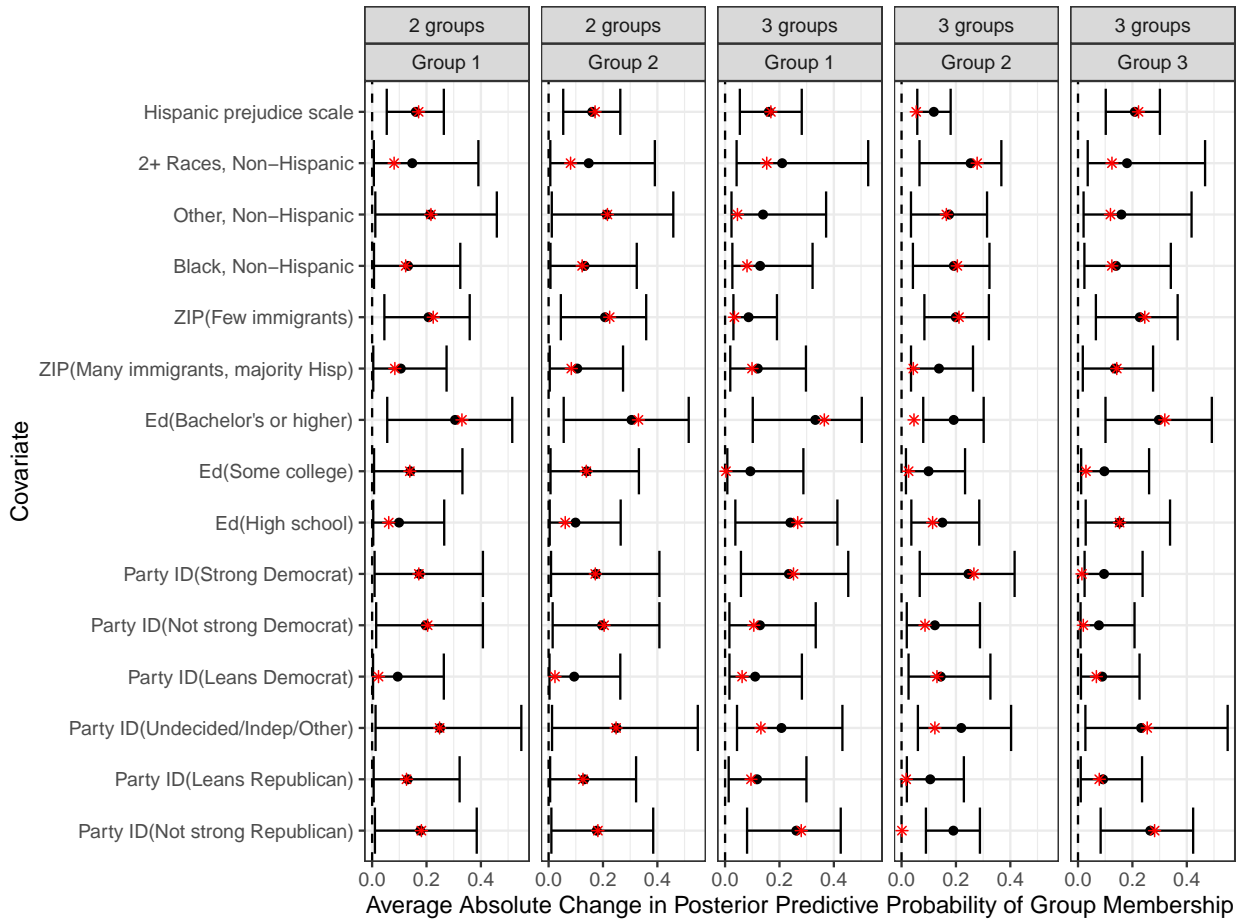 2 groups 2 groups 3 groups 3 groups 3 groups
Group 1 Group 2 Group 1 Group 2 Group 3
Hispanic prejudice scale
2+ Races, Non−Hispanic
Other, Non−Hispanic
Black, Non−Hispanic
ZIP(Few immigrants)
ZIP(Many immigrants, majority Hisp)
Ed(Bachelor's or higher)
Ed(Some college)
Ed(High school)
Party ID(Strong Democrat)
Party ID(Not strong Democrat)
Party ID(Leans Democrat)
Party ID(Undecided/Indep/Other)
Party ID(Leans Republican)
Party ID(Not strong Republican)
Covariate
0.0 0.2 0.4 0.0 0.2 0.4 0.0 0.2 0.4 0.0 0.2 0.4 0.0 0.2 0.4
Average Absolute Change in Posterior Predictive Probability of Group Membership